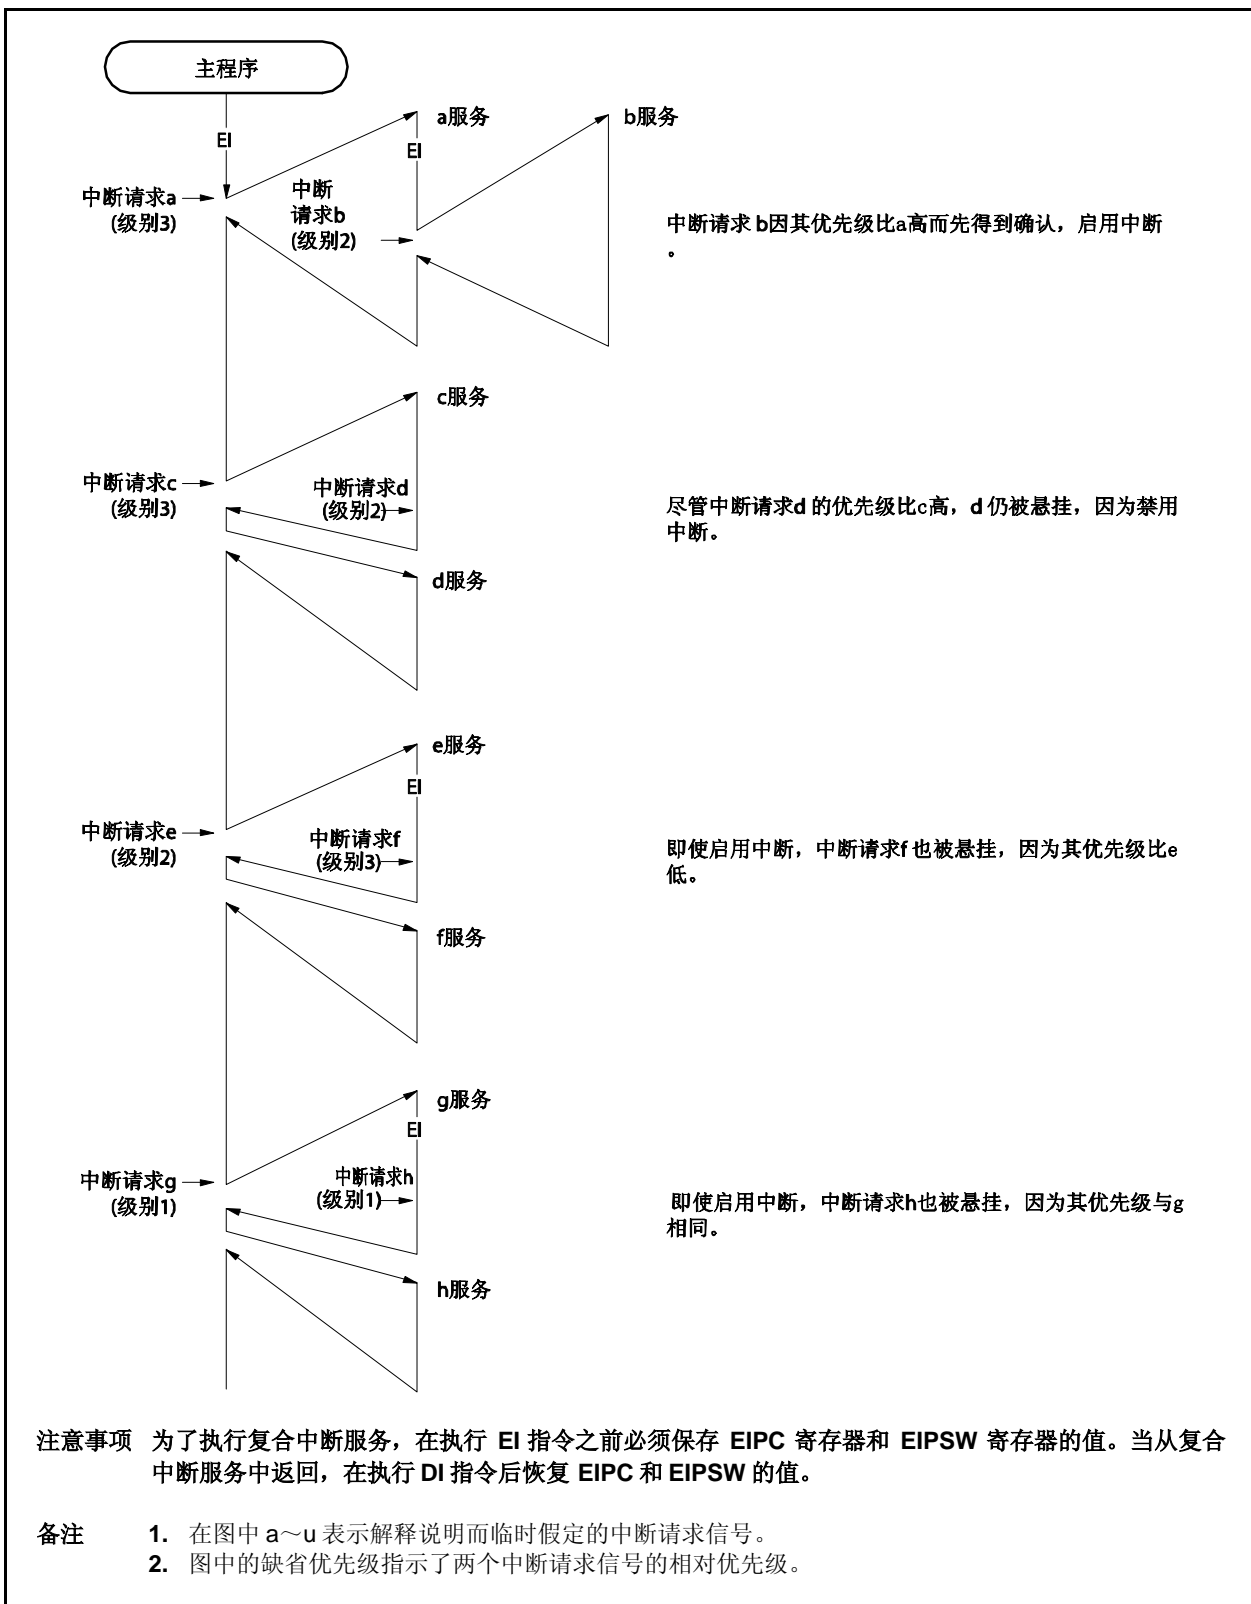 主程序
EI
a服务
EI
b服务
中断请求a
(级别3)
中断
请求b
(级别2)
中断请求 b因其优先级比a高而先得到确认，启用中断
。
c服务
中断请求c
(级别3)
中断请求d
(级别2)
尽管中断请求d 的优先级比c高，d 仍被悬挂，因为禁用
中断。
d服务
e服务
EI
中断请求e
(级别2)
中断请求f
(级别3)
即使启用中断，中断请求f 也被悬挂，因为其优先级比e
低。
f服务
g服务
EI
中断请求g
(级别1)
中断请求h
(级别1)
即使启用中断，中断请求h也被悬挂，因为其优先级与g
相同。
h服务
注意事项 为了执行复合中断服务，在执行 EI 指令之前必须保存 EIPC 寄存器和 EIPSW 寄存器的值。当从复合
中断服务中返回，在执行 DI 指令后恢复 EIPC 和 EIPSW 的值。
备注 1. 在图中 a～u 表示解释说明而临时假定的中断请求信号。
2. 图中的缺省优先级指示了两个中断请求信号的相对优先级。